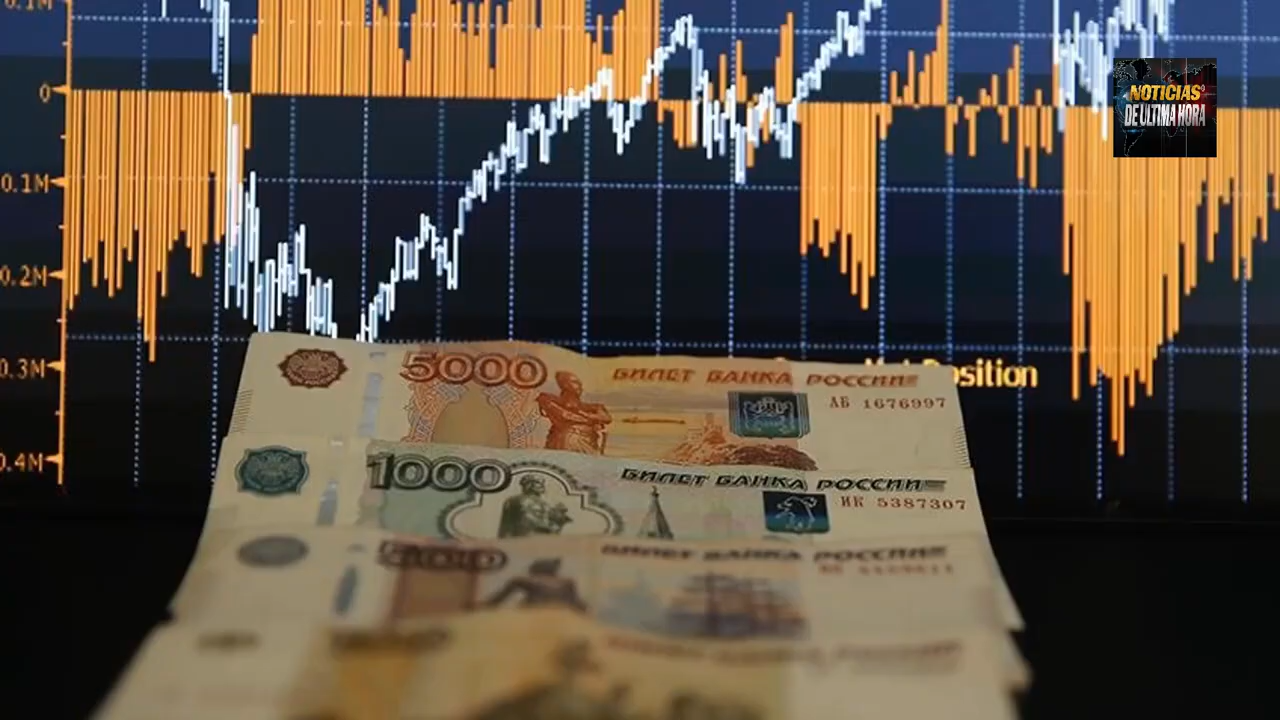 0.1M
NOTICIAS
DE ULTIMA HORA
0
0.1M
0.2M
0.3M
Position
0.4M
5000
БИЛЕТ БАНКА РОССИИ
АБ 1676997
1000
БИЛЕТ БАНКА РОССИИ
ИК 5387307
500
БИЛЕТ БАНКА РОССИИ